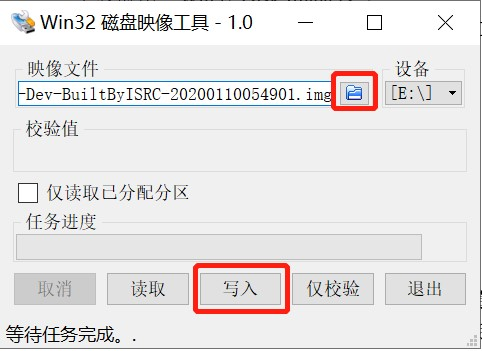 Win32 磁盘映像工具 - 1.0
映像文件
设备
-Dev-BuiltByISRC-20200110054901.img
[E:\]
校验值
仅读取已分配分区
任务进度
取消
读取
写入
仅校验
退出
等待任务完成。.